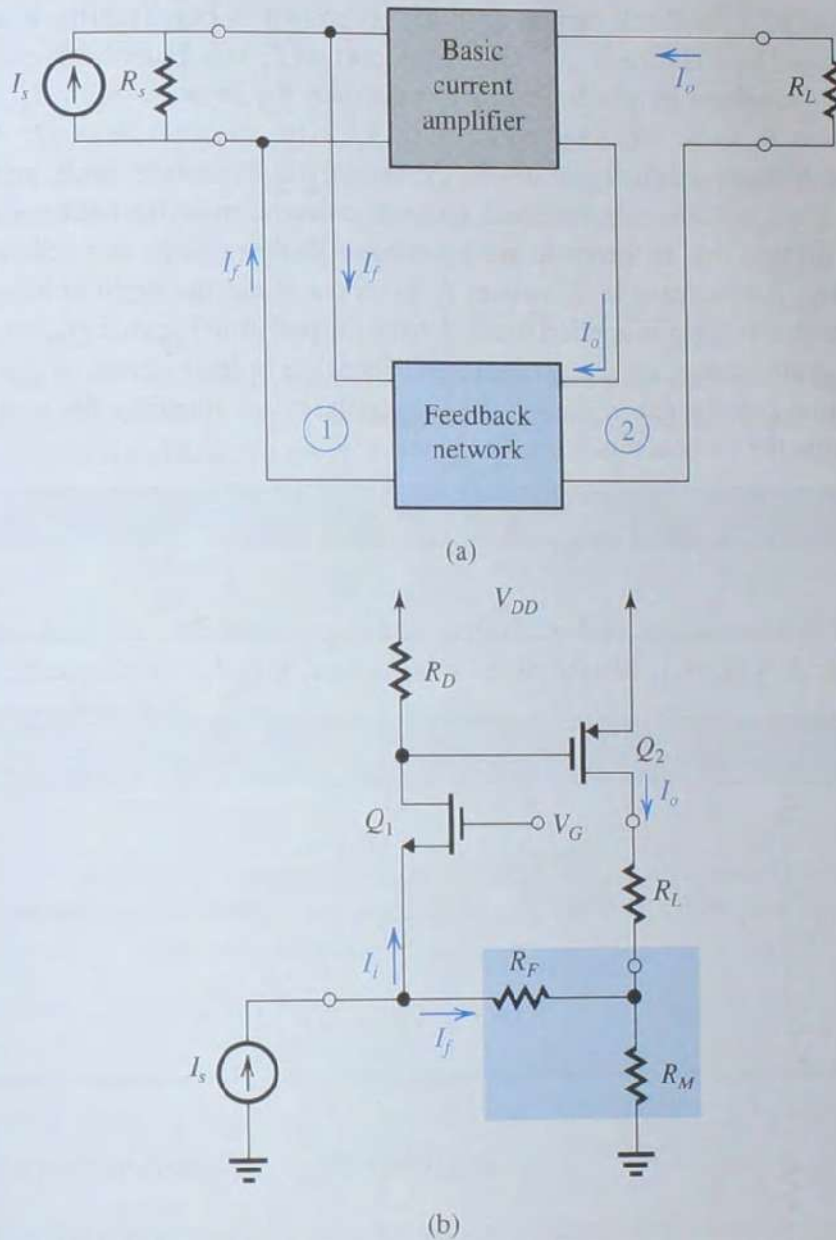 I_s
R_s
Basic
current
amplifier
I_o
R_L
I_f
I_f
I_o
1
Feedback
network
2
(a)
V_DD
R_D
Q_2
I_o
Q_1
V_G
R_L
I_i
R_F
I_f
I_s
R_M
(b)